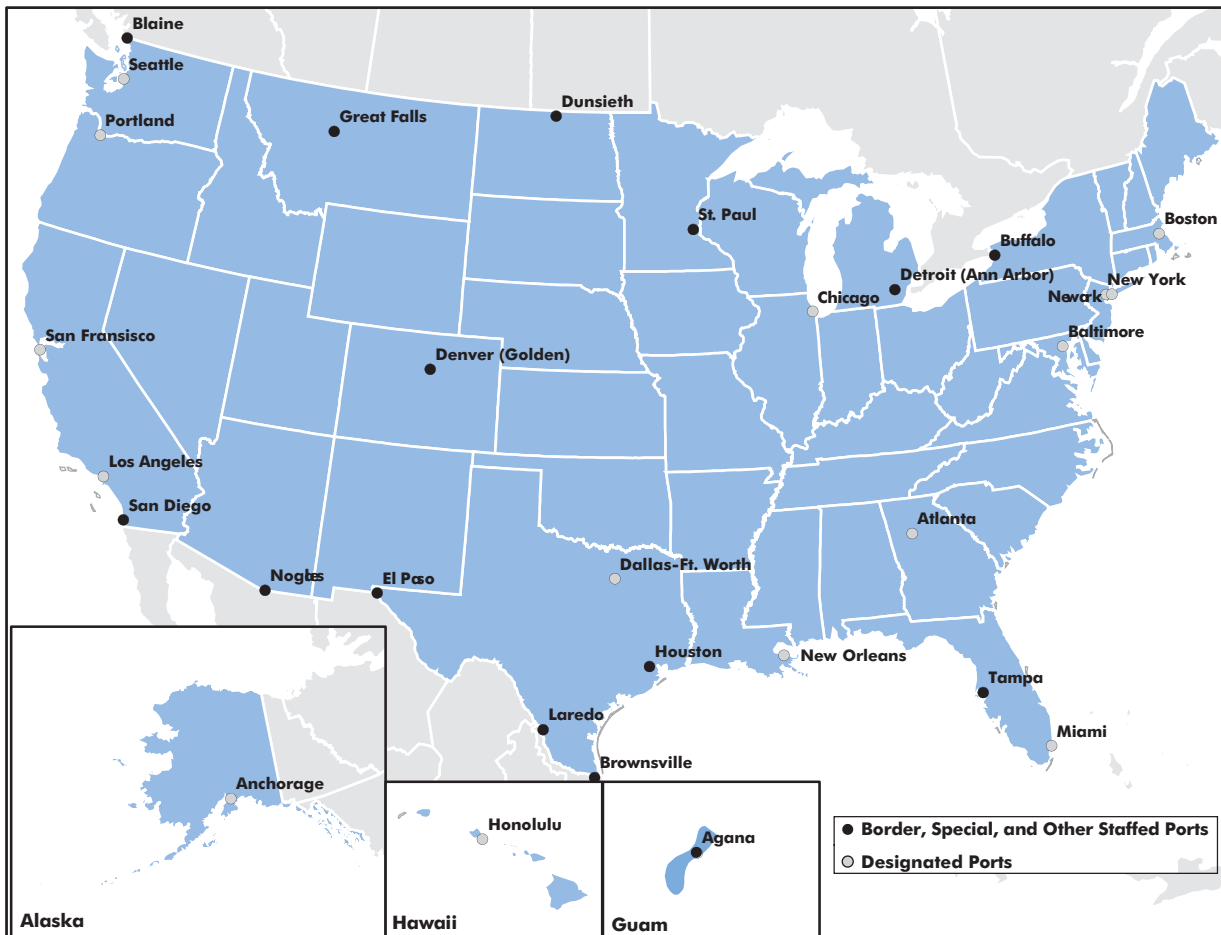 Blaine
Seattle
Portland
Great Falls
Dunsieth
St. Paul
Buffalo
Boston
Detroit (Ann Arbor)
Chicago
Newark
New York
Baltimore
San Fransisco
Denver (Golden)
Los Angeles
San Diego
Nogales
El Paso
Dallas-Ft. Worth
Atlanta
Houston
New Orleans
Tampa
Laredo
Miami
Brownsville
Anchorage
Honolulu
Agana
Border, Special, and Other Staffed Ports
Designated Ports
Alaska
Hawaii
Guam